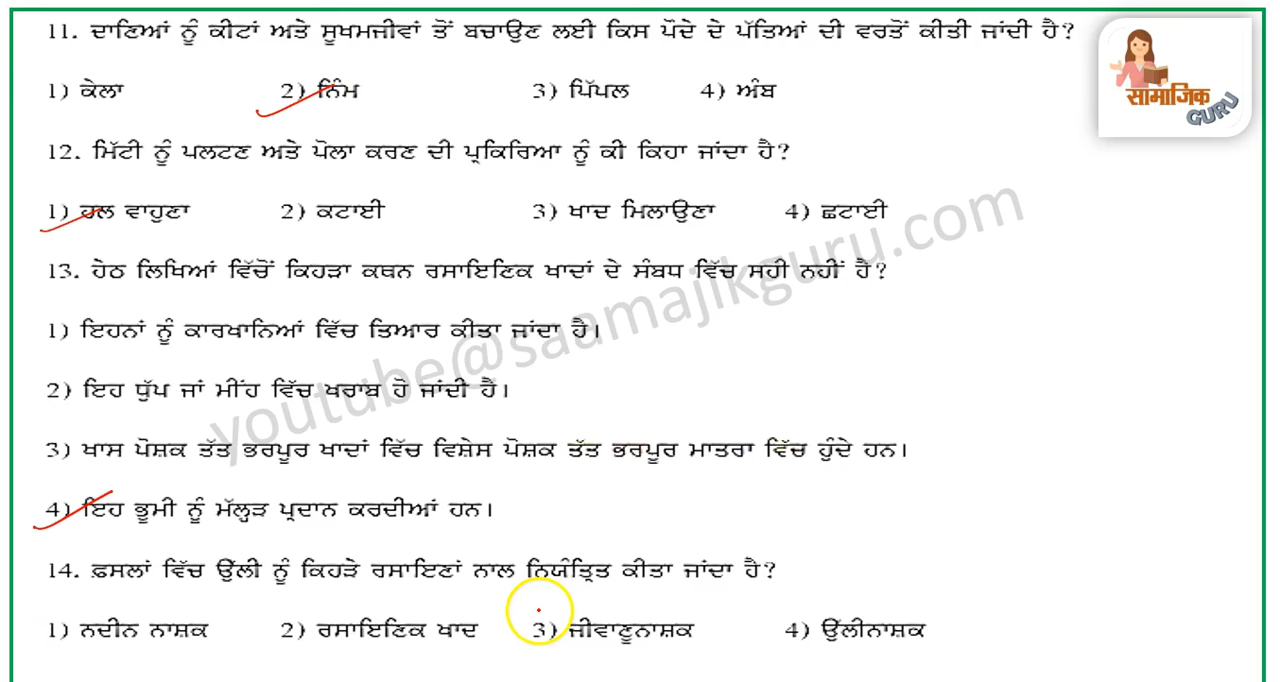 11. ਦਾਣਿਆਂ ਨੂੰ ਕੀਟਾਂ ਅਤੇ ਸੂਖਮਜੀਵਾਂ ਤੋਂ ਬਚਾਉਣ ਲਈ ਕਿਸ ਪੌਦੇ ਦੇ ਪੱਤਿਆਂ ਦੀ ਵਰਤੋਂ ਕੀਤੀ ਜਾਂਦੀ ਹੈ?
1) ਕੇਲਾ 2) ਨਿੰਮ 3) ਪਿੱਪਲ 4) ਅੰਬ
सामाजिक
GURU
12. ਮਿੱਟੀ ਨੂੰ ਪਲਟਣ ਅਤੇ ਪੋਲਾ ਕਰਣ ਦੀ ਪ੍ਰਕਿਰਿਆ ਨੂੰ ਕੀ ਕਿਹਾ ਜਾਂਦਾ ਹੈ?
1) ਹਲ ਵਾਹੁਣਾ 2) ਕਟਾਈ 3) ਖਾਦ ਮਿਲਾਉਣਾ 4) ਛਟਾਈ
13. ਹੇਠ ਲਿਖਿਆਂ ਵਿੱਚੋਂ ਕਿਹੜਾ ਕਥਨ ਰਸਾਇਣਿਕ ਖਾਦਾਂ ਦੇ ਸੰਬਧ ਵਿੱਚ ਸਹੀ ਨਹੀਂ ਹੈ?
1) ਇਹਨਾਂ ਨੂੰ ਕਾਰਖਾਨਿਆਂ ਵਿੱਚ ਤਿਆਰ ਕੀਤਾ ਜਾਂਦਾ ਹੈ।
2) ਇਹ ਧੁੱਪ ਜਾਂ ਮੀਂਹ ਵਿੱਚ ਖਰਾਬ ਹੋ ਜਾਂਦੀ ਹੈ।
3) ਖਾਸ ਪੋਸ਼ਕ ਤੱਤ ਭਰਪੂਰ ਖਾਦਾਂ ਵਿੱਚ ਵਿਸ਼ੇਸ ਪੋਸ਼ਕ ਤੱਤ ਭਰਪੂਰ ਮਾਤਰਾ ਵਿੱਚ ਹੁੰਦੇ ਹਨ।
4) ਇਹ ਭੂਮੀ ਨੂੰ ਮੱਲ੍ਹੜ ਪ੍ਰਦਾਨ ਕਰਦੀਆਂ ਹਨ।
14. ਫ਼ਸਲਾਂ ਵਿੱਚ ਉੱਲੀ ਨੂੰ ਕਿਹੜੇ ਰਸਾਇਣਾਂ ਨਾਲ ਨਿਯੰਤ੍ਰਿਤ ਕੀਤਾ ਜਾਂਦਾ ਹੈ?
1) ਨਦੀਨ ਨਾਸ਼ਕ 2) ਰਸਾਇਣਿਕ ਖਾਦ 3) ਜੀਵਾਣੂਨਾਸ਼ਕ 4) ਉੱਲੀਨਾਸ਼ਕ
youtube@saamajikguru.com